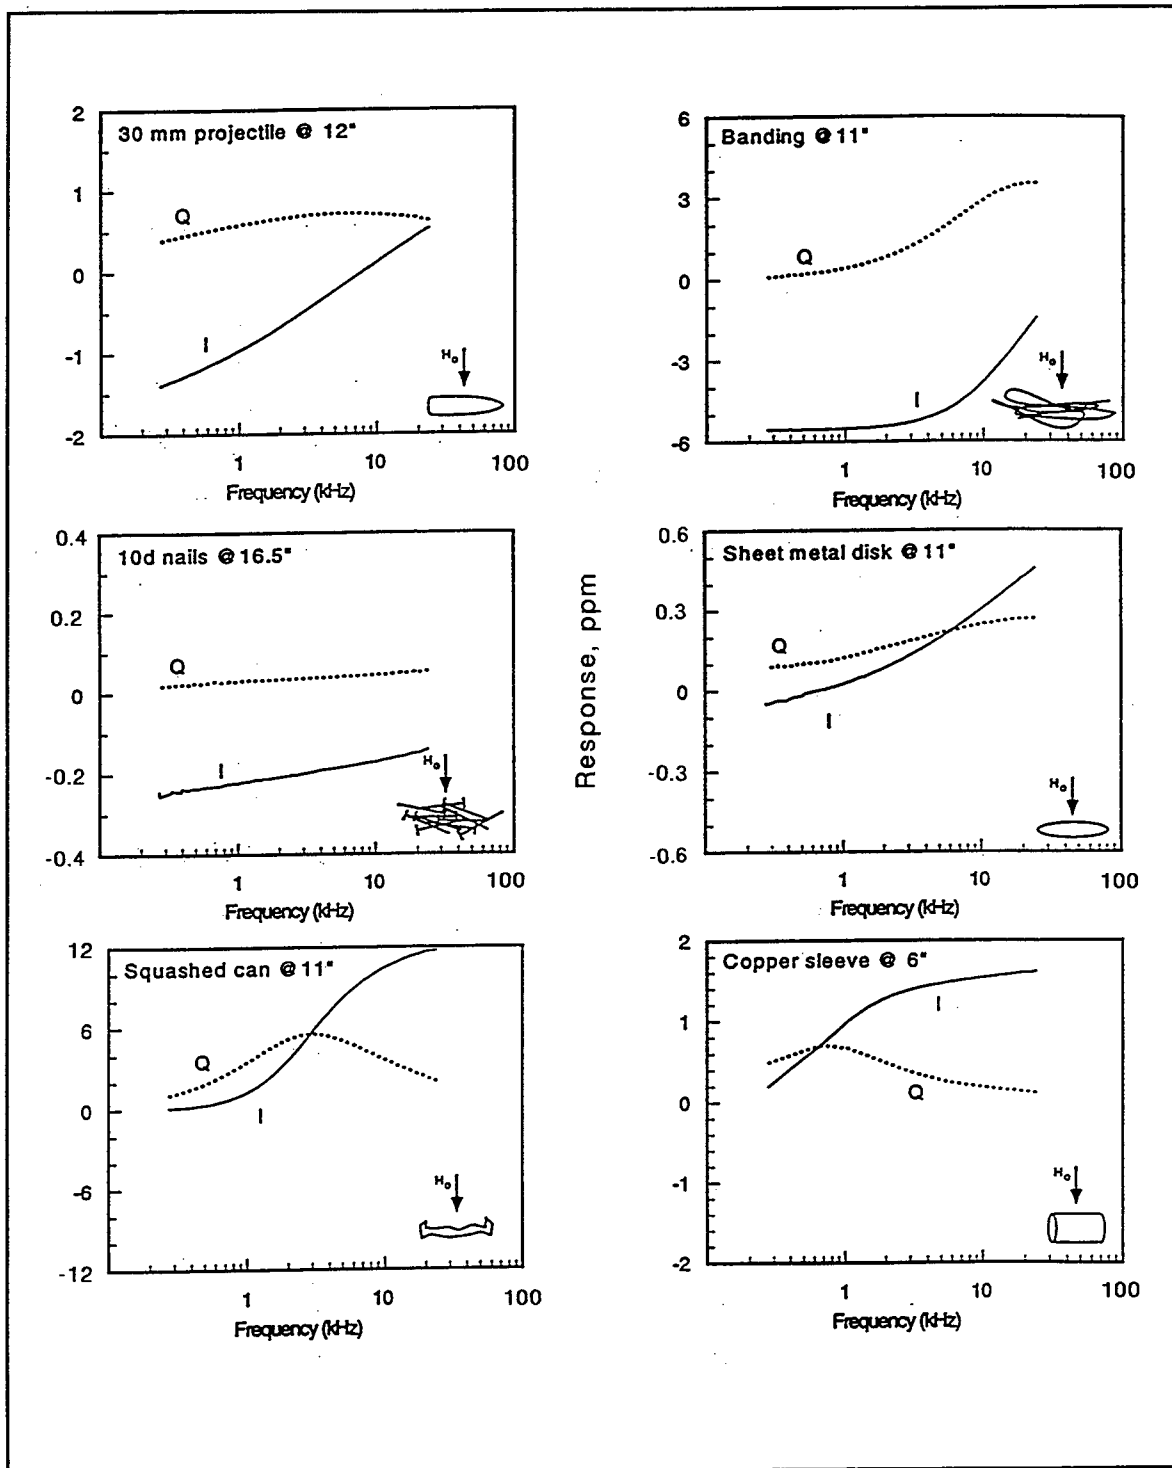 30 mm projectile @ 12"
2
1
0
-1
-2
Q
I
H₀
1
10
100
Frequency (kHz)
Banding @ 11"
6
3
0
-3
-6
Q
I
H₀
1
10
100
Frequency (kHz)
10d nails @ 16.5"
0.4
0.2
0
-0.2
-0.4
Q
I
H₀
1
10
100
Frequency (kHz)
Response, ppm
Sheet metal disk @ 11"
0.6
0.3
0
-0.3
-0.6
Q
I
H₀
1
10
100
Frequency (kHz)
Squashed can @ 11"
12
6
0
-6
-12
Q
I
H₀
1
10
100
Frequency (kHz)
Copper sleeve @ 6"
2
1
0
-1
-2
I
Q
H₀
1
10
100
Frequency (kHz)